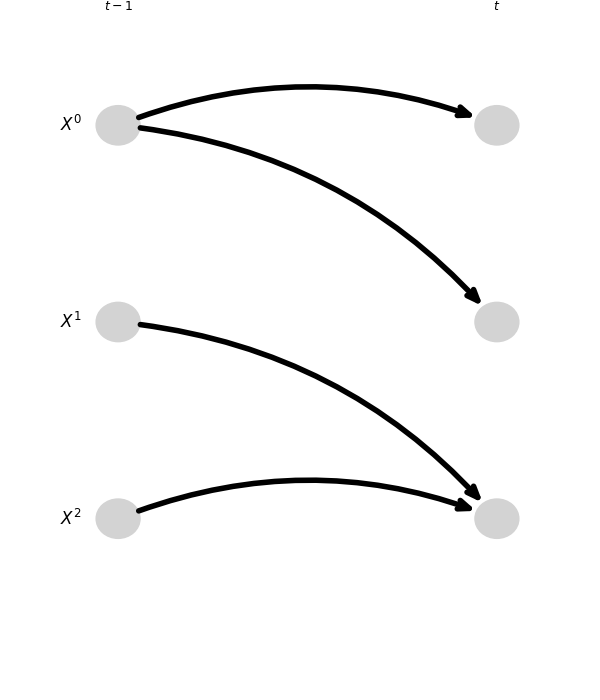 t − 1 t
X⁰
X¹
X²